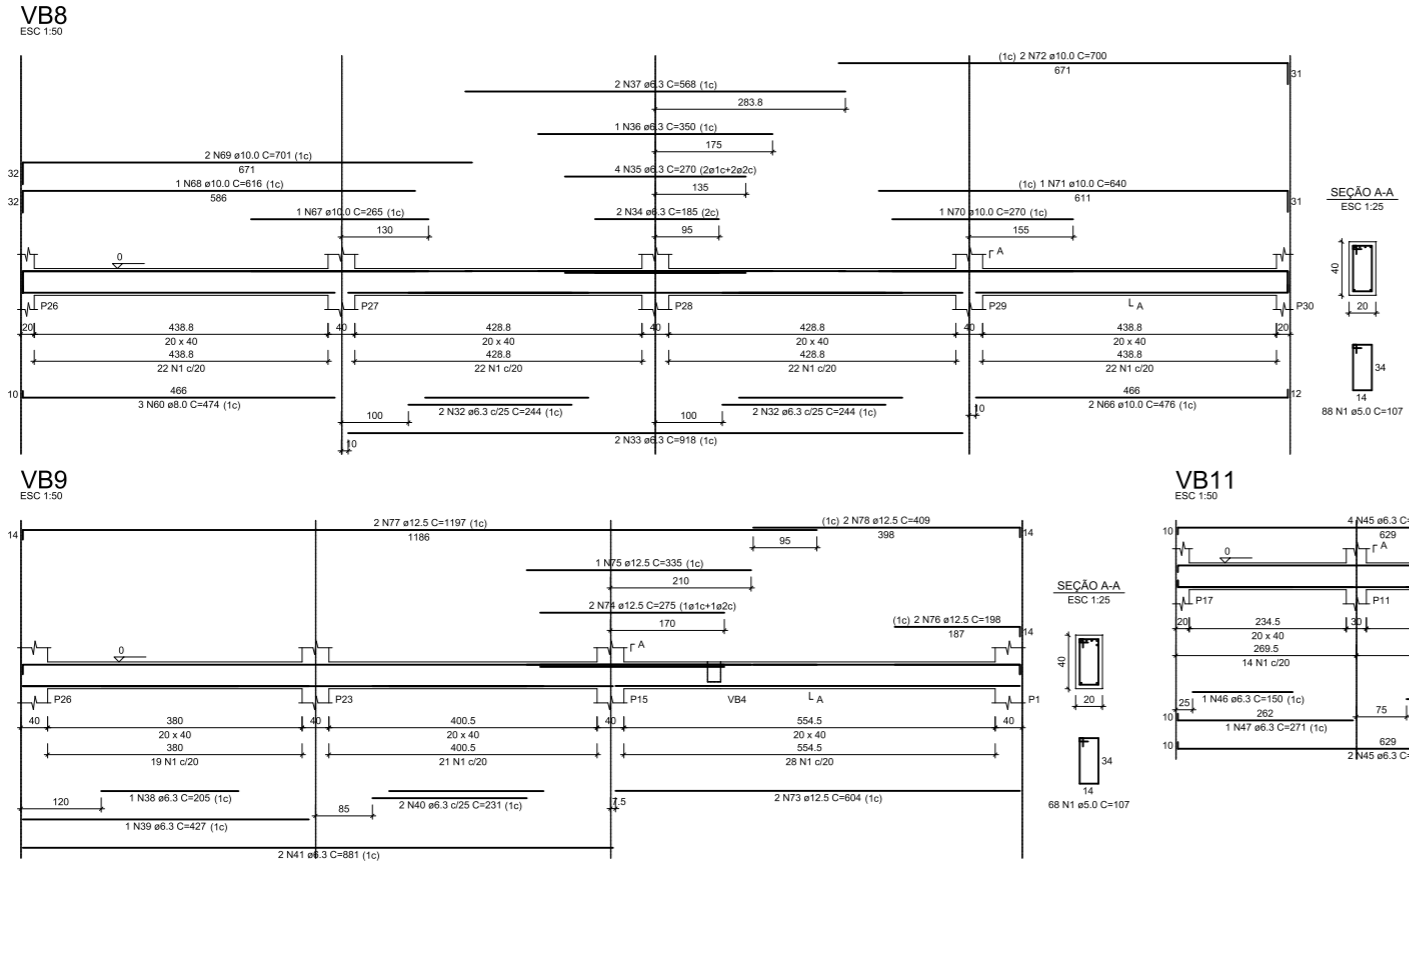 VB8
ESC 1:50
(1c) 2 N72 ø10.0 C=700
671
31
2 N37 ø6.3 C=568 (1c)
283.8
1 N36 ø6.3 C=350 (1c)
175
2 N69 ø10.0 C=701 (1c)
671
32
4 N35 ø6.3 C=270 (2ø1c+2ø2c)
135
1 N68 ø10.0 C=616 (1c)
586
32
(1c) 1 N71 ø10.0 C=640
611
31
1 N67 ø10.0 C=265 (1c)
130
2 N34 ø6.3 C=185 (2c)
95
1 N70 ø10.0 C=270 (1c)
155
SEÇÃO A-A
ESC 1:25
0
A
40
20
P26 P27 P28 P29 A P30
20 438.8 40 428.8 40 428.8 40 438.8 20
20 x 40 20 x 40 20 x 40 20 x 40
438.8 428.8 428.8 438.8
22 N1 c/20 22 N1 c/20 22 N1 c/20 22 N1 c/20
34
14
88 N1 ø5.0 C=107
10 466
3 N60 ø8.0 C=474 (1c)
2 N32 ø6.3 c/25 C=244 (1c)
100
2 N32 ø6.3 c/25 C=244 (1c)
100
466 12
2 N66 ø10.0 C=476 (1c)
10
2 N33 ø6.3 C=918 (1c)
10
VB9
ESC 1:50
2 N77 ø12.5 C=1197 (1c)
14 1186
(1c) 2 N78 ø12.5 C=409
95 398 14
1 N75 ø12.5 C=335 (1c)
210
2 N74 ø12.5 C=275 (1ø1c+1ø2c)
170
(1c) 2 N76 ø12.5 C=198
187 14
SEÇÃO A-A
ESC 1:25
0
A
40
20
P26 P23 P15 VB4 A P1
40 380 40 400.5 40 554.5 40
20 x 40 20 x 40 20 x 40
380 400.5 554.5
19 N1 c/20 21 N1 c/20 28 N1 c/20
34
14
68 N1 ø5.0 C=107
1 N38 ø6.3 C=205 (1c)
120
2 N40 ø6.3 c/25 C=231 (1c)
85
7.5
2 N73 ø12.5 C=604 (1c)
1 N39 ø6.3 C=427 (1c)
2 N41 ø6.3 C=881 (1c)
VB11
ESC 1:50
4 N45 ø6.3 C=
10 629
0
A
P17 P11
20 234.5 30
20 x 40
269.5
14 N1 c/20
1 N46 ø6.3 C=150 (1c)
25
75
10 262
1 N47 ø6.3 C=271 (1c)
10 629
2 N45 ø6.3 C=